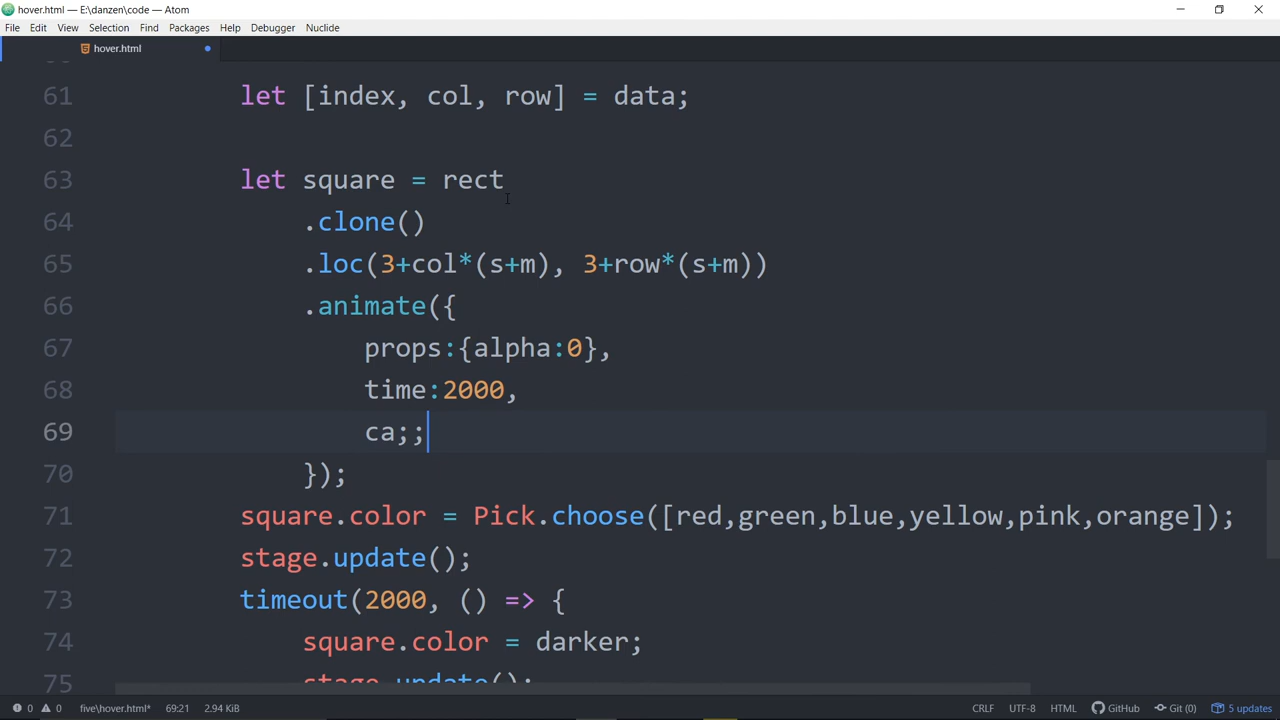 hover.html — E:\danzen\code — Atom
File Edit View Selection Find Packages Help Debugger Nuclide
hover.html
61 let [index, col, row] = data;
62
63 let square = rect
64 .clone()
65 .loc(3+col*(s+m), 3+row*(s+m))
66 .animate({
67 props:{alpha:0},
68 time:2000,
69 ca;;
70 });
71 square.color = Pick.choose([red,green,blue,yellow,pink,orange]);
72 stage.update();
73 timeout(2000, () => {
74 square.color = darker;
75 stage.update();
0 0 five\hover.html* 69:21 2.94 KiB CRLF UTF-8 HTML GitHub Git (0) 5 updates